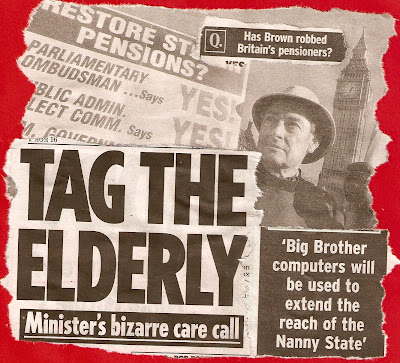 RESTORE ST
PENSIONS?
YES
PARLIAMENTARY
OMBUDSMAN ...Says YES!
BLIC ADMIN.
LECT COMM. Says YES!
Q. Has Brown robbed
Britain's pensioners?
TAG THE
ELDERLY
Minister's bizarre care call
'Big Brother
computers will
be used to
extend the
reach of the
Nanny State'